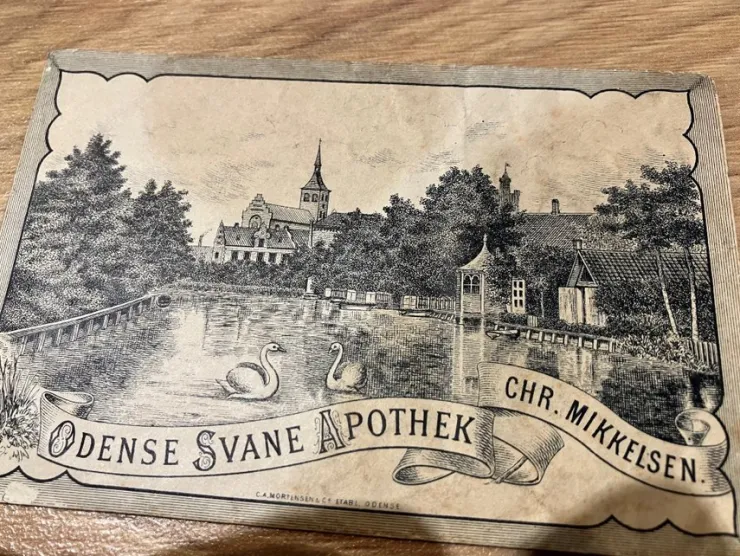 ODENSE SVANE APOTHEK
CHR. MIKKELSEN.
C.A. MORTENSEN & Co ETABL. ODENSE